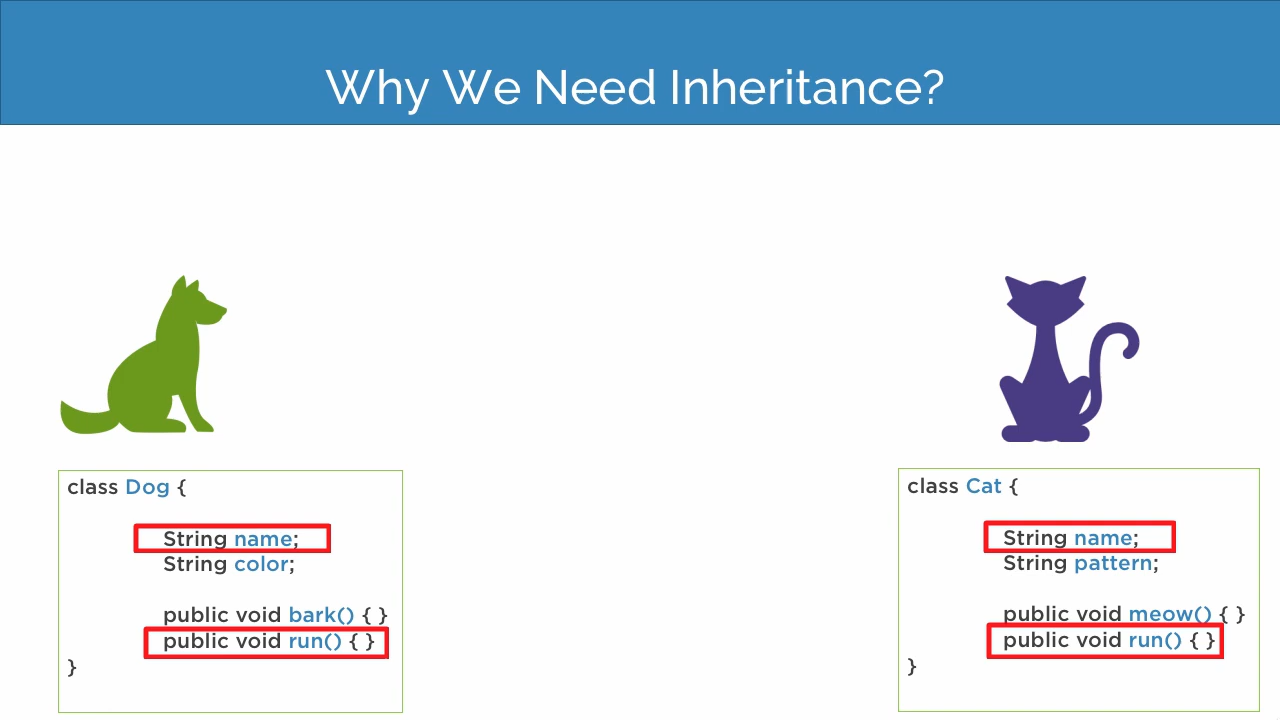 Why We Need Inheritance?
class Dog {
String name;
String color;
public void bark() { }
public void run() { }
}
class Cat {
String name;
String pattern;
public void meow() { }
public void run() { }
}